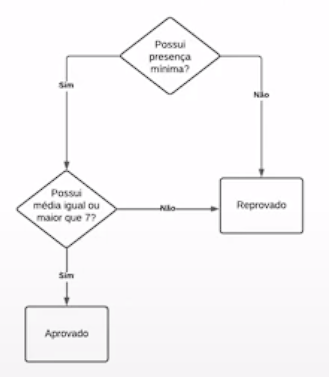 Possui
presença
mínima?
Sim
Não
Possui
média igual ou
maior que 7?
Não
Reprovado
Sim
Aprovado